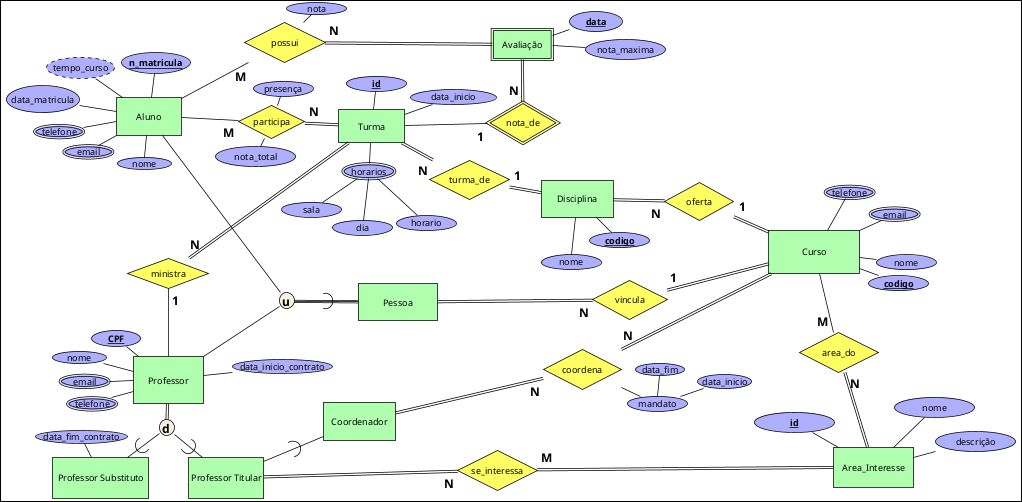 nota
N
data
possui
Avaliação
nota_maxima
tempo_curso
n_matricula
M
presença
id
data_inicio
N
data_matricula
Aluno
N
participa
Turma
nota_de
telefone
M
1
email
nota_total
nome
horarios
N
turma_de
1
Disciplina
oferta
1
N
telefone
email
sala
dia
horario
codigo
nome
Curso
nome
codigo
N
ministra
1
u
Pessoa
vincula
1
N
CPF
nome
email
telefone
Professor
data_inicio_contrato
N
coordena
N
M
area_do
N
data_fim
data_inicio
mandato
d
data_fim_contrato
Coordenador
id
nome
descrição
Professor Substituto
Professor Titular
se_interessa
N
M
Area_Interesse